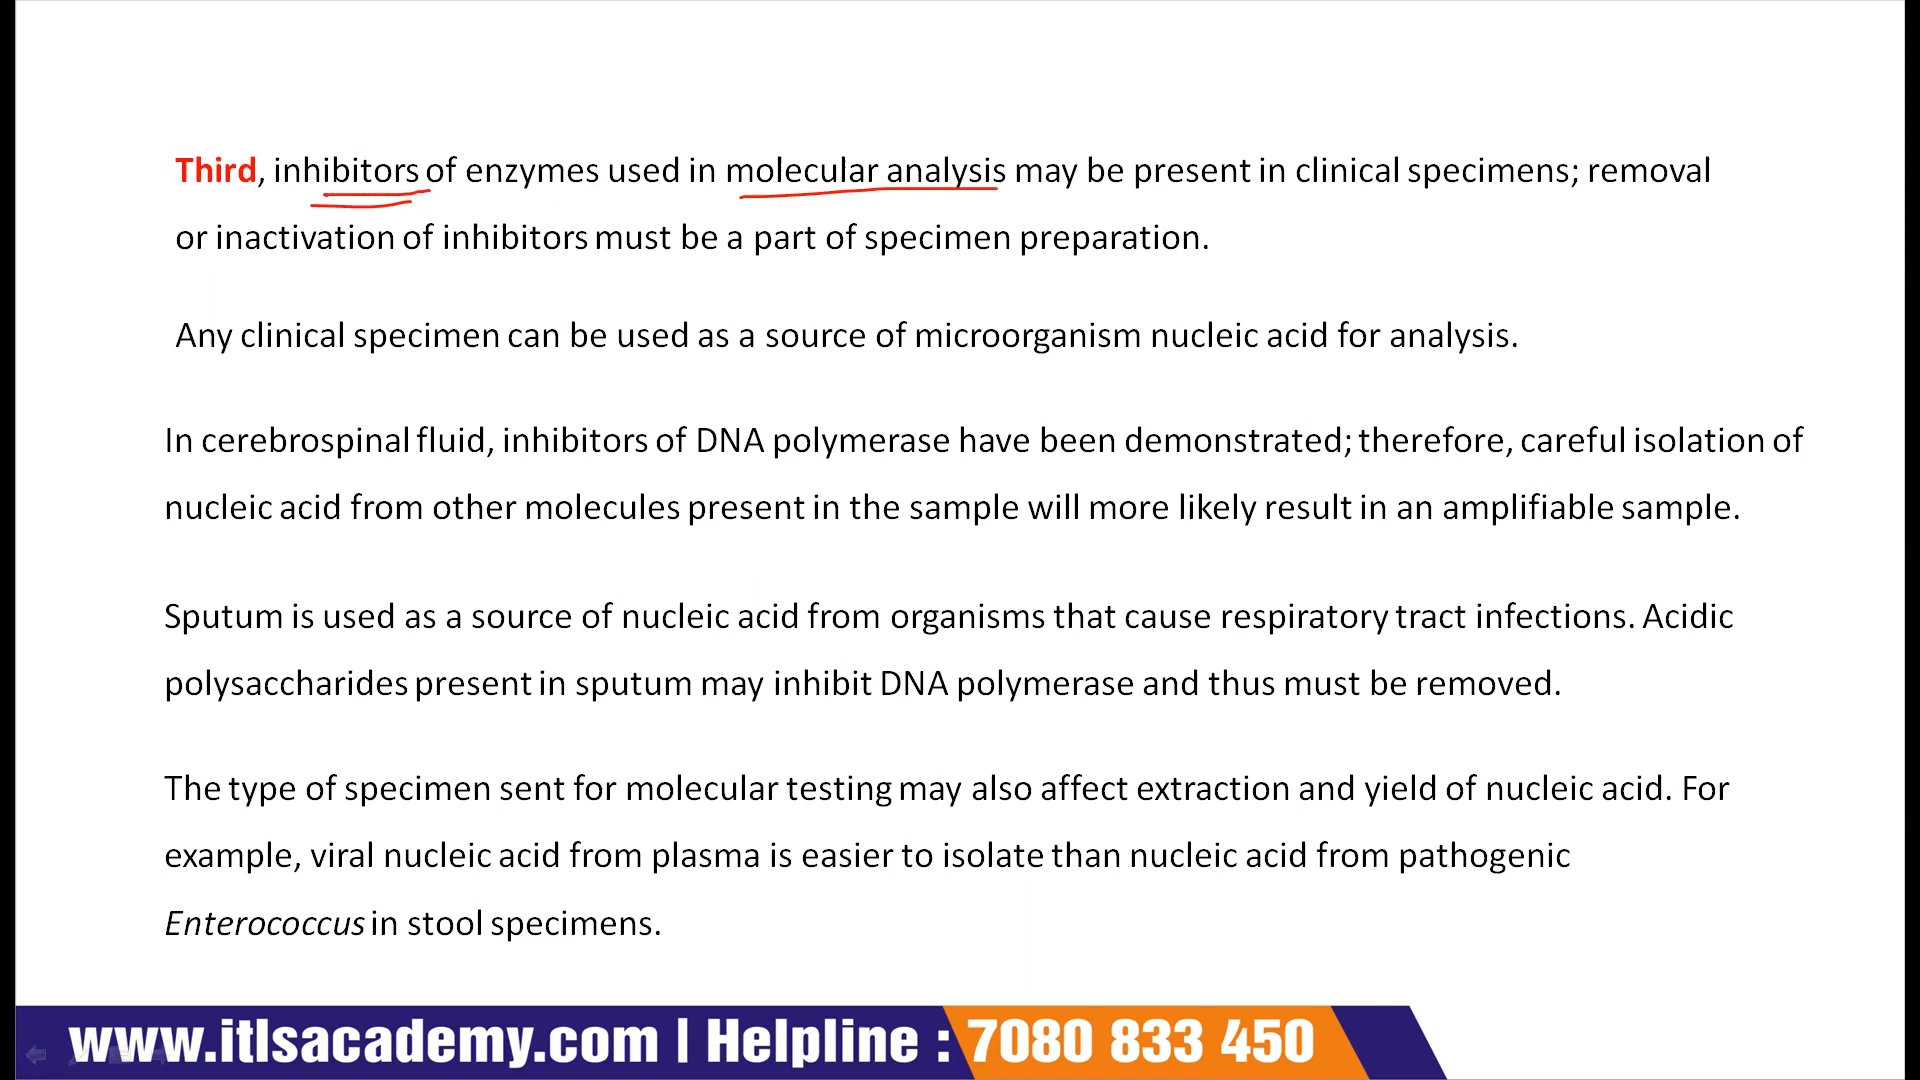 Third, inhibitors of enzymes used in molecular analysis may be present in clinical specimens; removal
or inactivation of inhibitors must be a part of specimen preparation.
Any clinical specimen can be used as a source of microorganism nucleic acid for analysis.
In cerebrospinal fluid, inhibitors of DNA polymerase have been demonstrated; therefore, careful isolation of
nucleic acid from other molecules present in the sample will more likely result in an amplifiable sample.
Sputum is used as a source of nucleic acid from organisms that cause respiratory tract infections. Acidic
polysaccharides present in sputum may inhibit DNA polymerase and thus must be removed.
The type of specimen sent for molecular testing may also affect extraction and yield of nucleic acid. For
example, viral nucleic acid from plasma is easier to isolate than nucleic acid from pathogenic
Enterococcus in stool specimens.
www.itlsacademy.com | Helpline : 7080 833 450